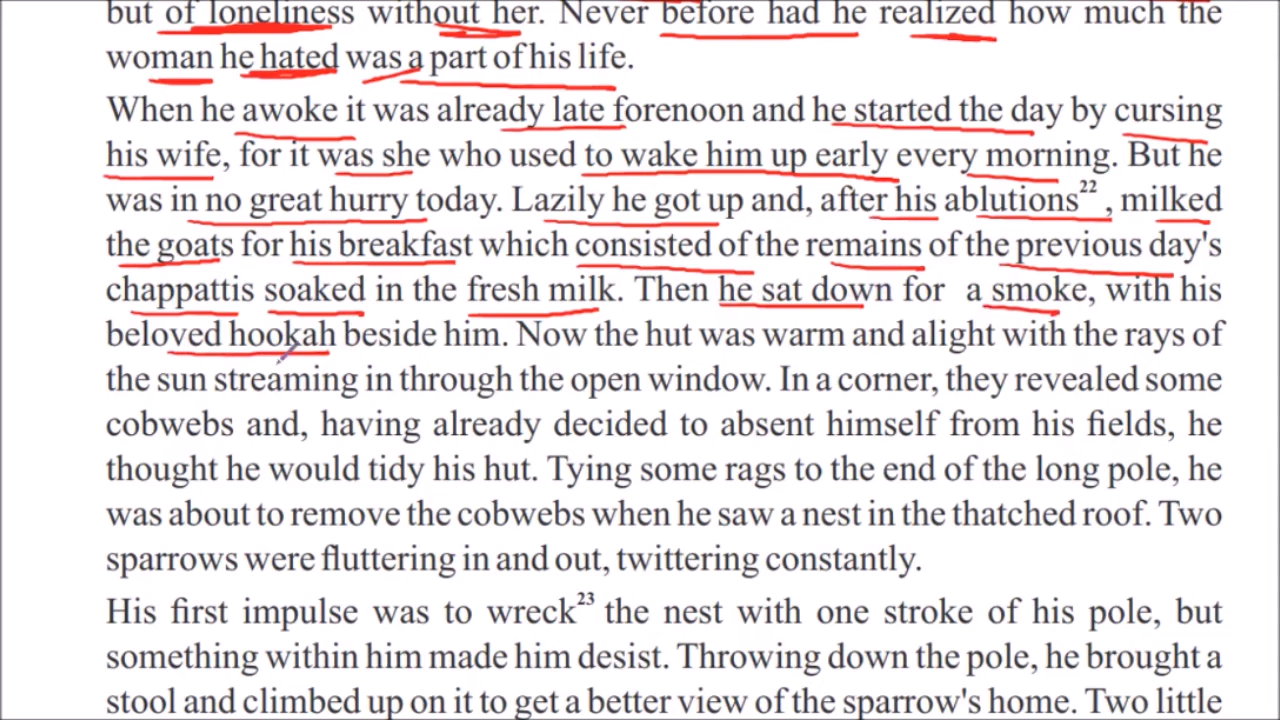 but of loneliness without her. Never before had he realized how much the
woman he hated was a part of his life.
When he awoke it was already late forenoon and he started the day by cursing
his wife, for it was she who used to wake him up early every morning. But he
was in no great hurry today. Lazily he got up and, after his ablutions22 , milked
the goats for his breakfast which consisted of the remains of the previous day's
chappattis soaked in the fresh milk. Then he sat down for a smoke, with his
beloved hookah beside him. Now the hut was warm and alight with the rays of
the sun streaming in through the open window. In a corner, they revealed some
cobwebs and, having already decided to absent himself from his fields, he
thought he would tidy his hut. Tying some rags to the end of the long pole, he
was about to remove the cobwebs when he saw a nest in the thatched roof. Two
sparrows were fluttering in and out, twittering constantly.
His first impulse was to wreck23 the nest with one stroke of his pole, but
something within him made him desist. Throwing down the pole, he brought a
stool and climbed up on it to get a better view of the sparrow's home. Two little